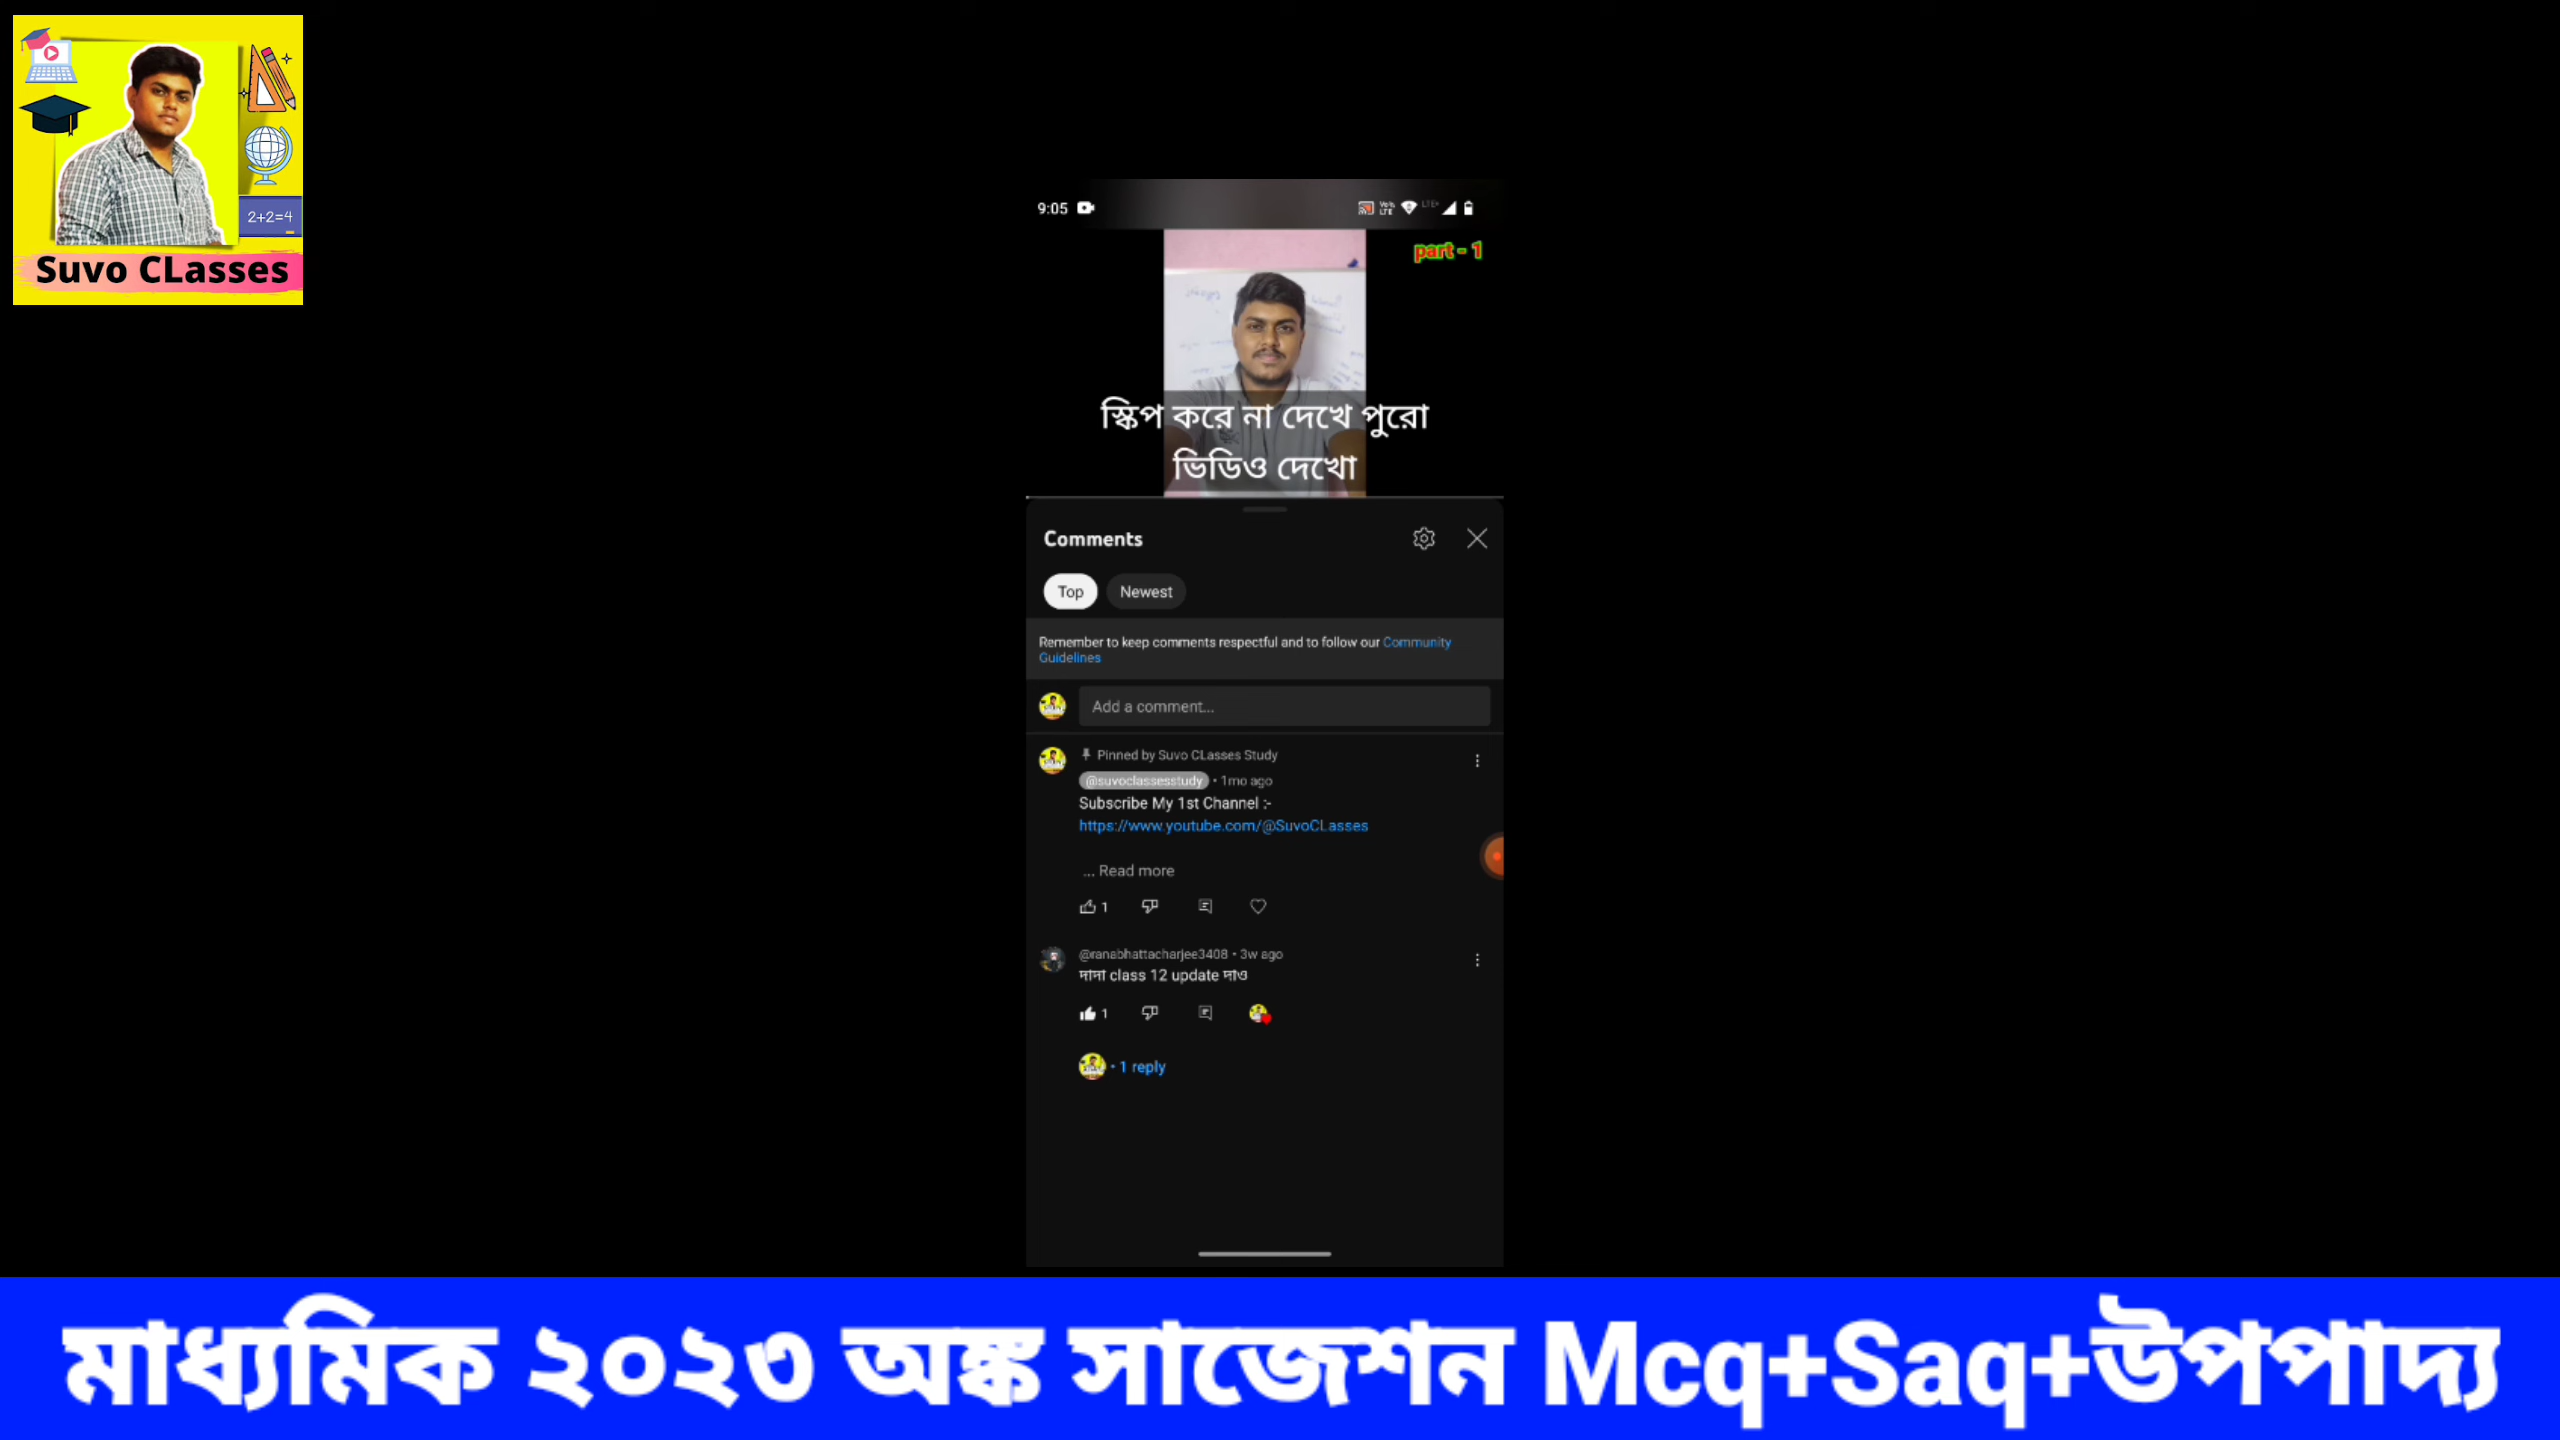 2+2=4
Suvo CLasses
9:05
Vo% LTE
LTE+
part - 1
স্কিপ করে না দেখে পুরো
ভিডিও দেখো
Comments
Top Newest
Remember to keep comments respectful and to follow our Community
Guidelines
Add a comment...
Pinned by Suvo CLasses Study
@suvoclassesstudy • 1mo ago
Subscribe My 1st Channel :-
https://www.youtube.com/@SuvoCLasses
... Read more
1
@ranabhattacharjee3408 • 3w ago
দাদা class 12 update দাও
1
• 1 reply
মাধ্যমিক ২০২৩ অঙ্ক সাজেশন Mcq+Saq+উপপাদ্য